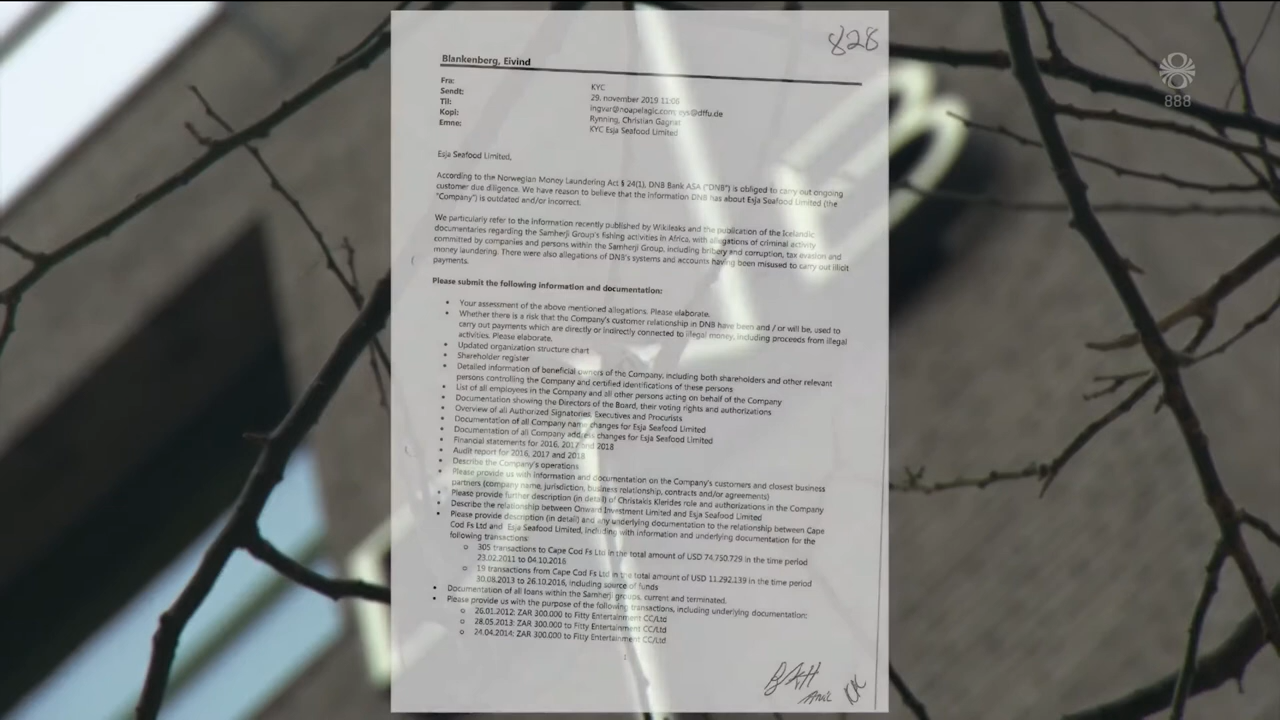 828
888
Blankenberg, Eivind
Fra: KYC
Sendt: 29. november 2019 11:06
Til: ingvar@noapelagic.com; eys@dffu.de
Kopi: Rynning, Christian Gagnat
Emne: KYC Esja Seafood Limited
Esja Seafood Limited,
According to the Norwegian Money Laundering Act § 24(1), DNB Bank ASA ("DNB") is obliged to carry out ongoing
customer due diligence. We have reason to believe that the information DNB has about Esja Seafood Limited (the
"Company") is outdated and/or incorrect.
We particularly refer to the information recently published by Wikileaks and the publication of the Icelandic
documentaries regarding the Samherji Group's fishing activities in Africa, with allegations of criminal activity
committed by companies and persons within the Samherji Group, including bribery and corruption, tax evasion and
money laundering. There were also allegations of DNB's systems and accounts having been misused to carry out illicit
payments.
Please submit the following information and documentation:
• Your assessment of the above mentioned allegations. Please elaborate.
• Whether there is a risk that the Company's customer relationship in DNB have been and / or will be, used to
carry out payments which are directly or indirectly connected to illegal money, including proceeds from illegal
activities. Please elaborate.
• Updated organization structure chart
• Shareholder register
• Detailed information of beneficial owners of the Company, including both shareholders and other relevant
persons controlling the Company and certified identifications of these persons
• List of all employees in the Company and all other persons acting on behalf of the Company
• Documentation showing the Directors of the Board, their voting rights and authorizations
• Overview of all Authorized Signatories, Executives and Procurists
• Documentation of all Company name changes for Esja Seafood Limited
• Documentation of all Company address changes for Esja Seafood Limited
• Financial statements for 2016, 2017 and 2018
• Audit report for 2016, 2017 and 2018
• Describe the Company's operations
• Please provide us with information and documentation on the Company's customers and closest business
partners (company name, jurisdiction, business relationship, contracts and/or agreements)
• Please provide further description (in detail) of Christakis Klerides role and authorizations in the Company
• Describe the relationship between Onward Investment Limited and Esja Seafood Limited
• Please provide description (in detail) and any underlying documentation to the relationship between Cape
Cod Fs Ltd and Esja Seafood Limited, including with information and underlying documentation for the
following transactions:
o 305 transactions to Cape Cod Fs Ltd in the total amount of USD 74.750.729 in the time period
23.02.2011 to 04.10.2016
o 19 transactions from Cape Cod Fs Ltd in the total amount of USD 11.292.139 in the time period
30.08.2013 to 26.10.2016, including source of funds
• Documentation of all loans within the Samherji groups, current and terminated.
• Please provide us with the purpose of the following transactions, including underlying documentation:
o 26.01.2012: ZAR 300.000 to Fitty Entertainment CC/Ltd
o 28.05.2013: ZAR 300.000 to Fitty Entertainment CC/Ltd
o 24.04.2014: ZAR 300.000 to Fitty Entertainment CC/Ltd